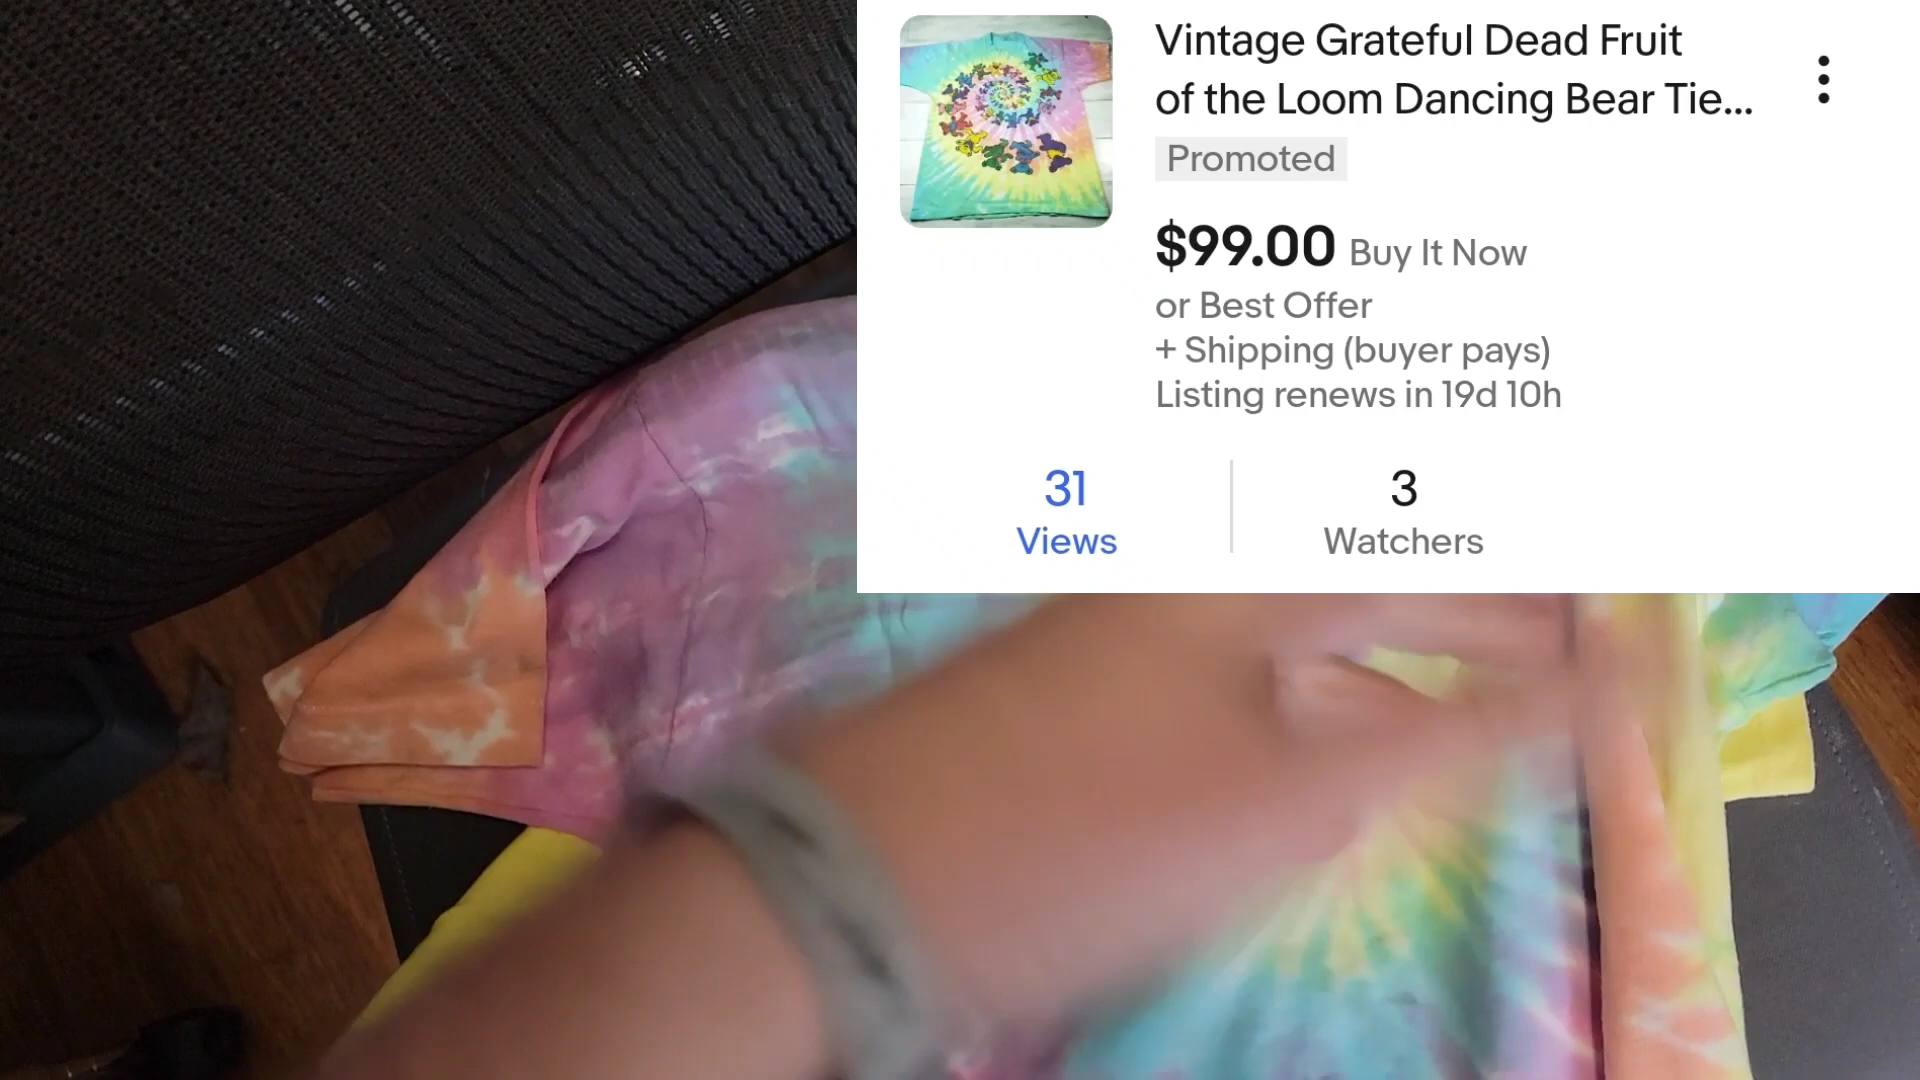 Vintage Grateful Dead Fruit
of the Loom Dancing Bear Tie...
Promoted
$99.00 Buy It Now
or Best Offer
+ Shipping (buyer pays)
Listing renews in 19d 10h
31
Views
3
Watchers